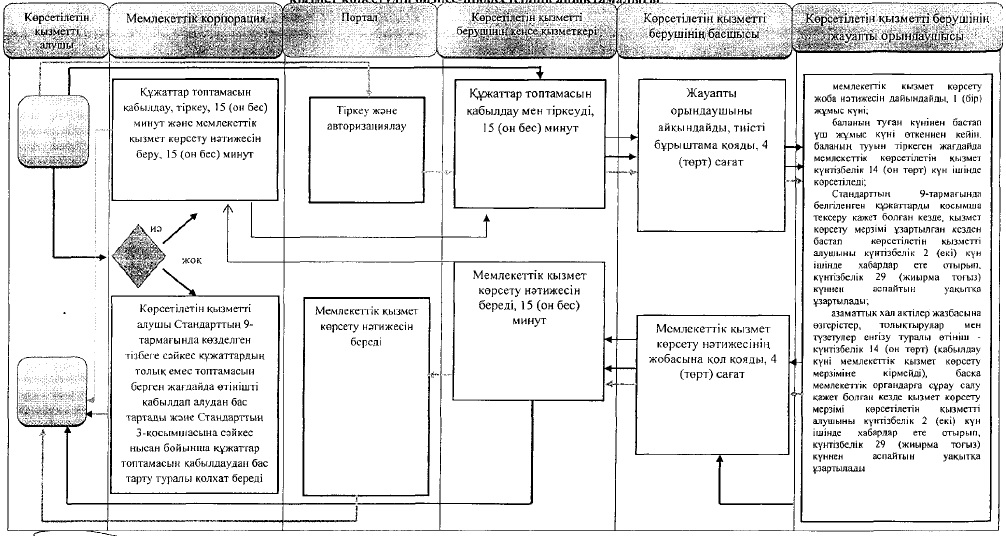 Көрсетілетін
қызметті
алушы
Мемлекеттік корпорация
Портал
Көрсетілетін қызметті
берушінің кеңсе қызметкері
Көрсетілетін қызметті
берушінің басшысы
Көрсетілетін қызметті берушінің
жауапты орындаушысы
Құжаттар топтамасын
қабылдау, тіркеу, 15 (он бес)
минут және мемлекеттік
қызмет көрсету нәтижесін
беру, 15 (он бес) минут
Тіркеу және
авторизациялау
Құжаттар топтамасын
қабылдау мен тіркеуді,
15 (он бес) минут
Жауапты
орындаушыны
айқындайды, тиісті
бұрыштама қояды, 4
(төрт) сағат
мемлекеттік қызмет көрсету
жоба нәтижесін дайындайды, 1 (бір)
жұмыс күні;
баланың туған күнінен бастап
үш жұмыс күні өткеннен кейін
баланың тууын тіркеген жағдайда
мемлекеттік көрсетілетін қызмет
күнтізбелік 14 (он төрт) күн ішінде
көрсетіледі;
Стандарттың 9-тармағында
белгіленген құжаттарды қосымша
тексеру қажет болған кезде, қызмет
көрсету мерзімі ұзартылған кезден
бастап көрсетілетін қызметті
алушыны күнтізбелік 2 (екі) күн
ішінде хабардар ете отырып,
күнтізбелік 29 (жиырма тоғыз)
күннен аспайтын уақытқа
ұзартылады;
азаматтық хал актілер жазбасына
өзгерістер, толықтырулар мен
түзетулер енгізу туралы өтініш -
күнтізбелік 14 (он төрт) (қабылдау
күні мемлекеттік қызмет көрсету
мерзіміне кірмейді), басқа
мемлекеттік органдарға сұрау салу
қажет болған кезде қызмет көрсету
мерзімі көрсетілетін қызметті
алушыны күнтізбелік 2 (екі) күн
ішінде хабардар ете отырып,
күнтізбелік 29 (жиырма тоғыз)
күннен аспайтын уақытқа
ұзартылады
иә
жоқ
Көрсетілетін қызметті
алушы Стандарттың 9-
тармағында көзделген
тізбеге сәйкес құжаттардың
толық емес топтамасын
берген жағдайда өтінішті
қабылдап алудан бас
тартады және Стандарттың
3-қосымшасына сәйкес
нысан бойынша құжаттар
топтамасын қабылдаудан бас
тарту туралы қолхат береді
Мемлекеттік қызмет
көрсету нәтижесін
береді
Мемлекеттік қызмет
көрсету нәтижесін
береді, 15 (он бес)
минут
Мемлекеттік қызмет
көрсету нәтижесінің
жобасына қол қояды, 4
(төрт) сағат